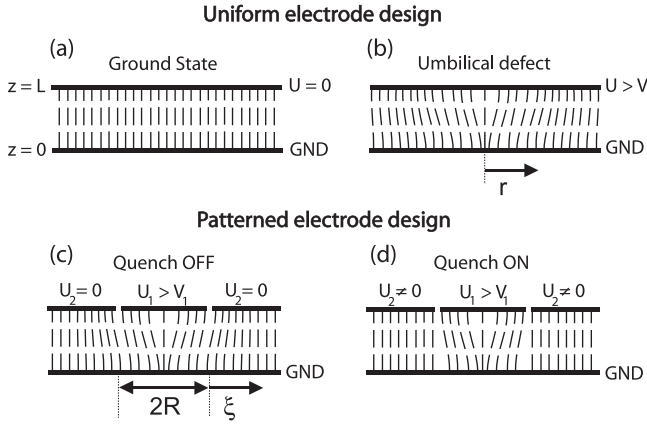 Uniform electrode design
(a) (b)
Ground State Umbilical defect
z = L U = 0 U > V
z = 0 GND GND
r
Patterned electrode design
(c) (d)
Quench OFF Quench ON
U₂ = 0 U₁ > V₁ U₂ = 0 U₂ ≠ 0 U₁ > V₁ U₂ ≠ 0
GND GND
2R ξ